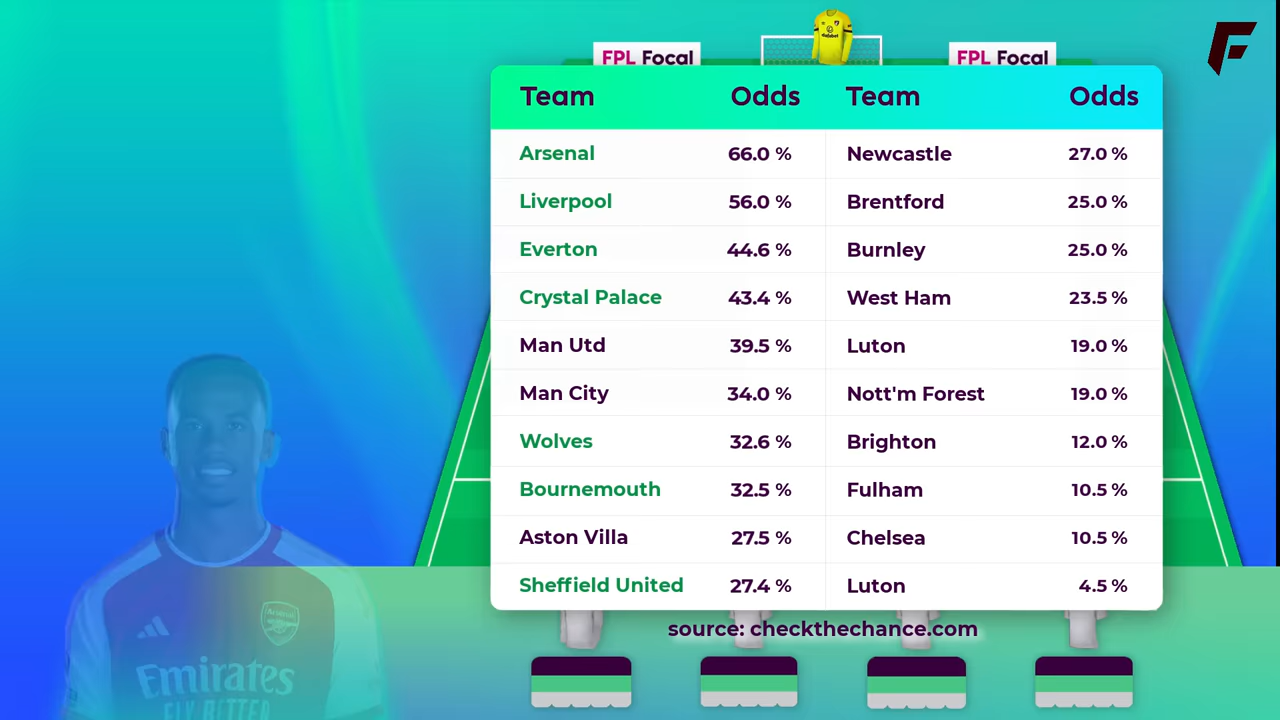 FPL Focal FPL Focal
Team Odds Team Odds
Arsenal 66.0 % Newcastle 27.0 %
Liverpool 56.0 % Brentford 25.0 %
Everton 44.6 % Burnley 25.0 %
Crystal Palace 43.4 % West Ham 23.5 %
Man Utd 39.5 % Luton 19.0 %
Man City 34.0 % Nott'm Forest 19.0 %
Wolves 32.6 % Brighton 12.0 %
Bournemouth 32.5 % Fulham 10.5 %
Aston Villa 27.5 % Chelsea 10.5 %
Sheffield United 27.4 % Luton 4.5 %
source: checkthechance.com
Arsenal
Emirates
FLY BETTER